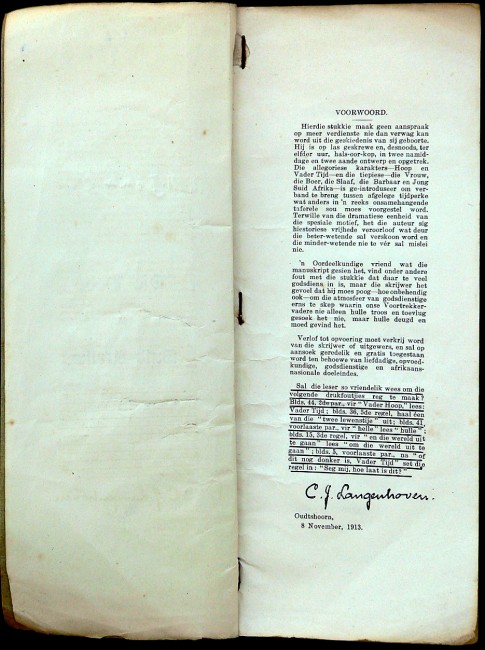 VOORWOORD.
Hierdie stukkie maak geen aanspraak
op meer verdienste nie dan verwag kan
word uit die geskiedenis van sij geboorte.
Hij is op las geskrewe en, desnoods, ter
elfder uur, hals-oor-kop, in twee namid-
dage en twee aande ontwerp en opgetrek.
Die allegoriese karakters—Hoop en
Vader Tijd—en die tiepiese—die Vrouw,
die Boer, die Slaaf, die Barbaar en Jong
Suid Afrika—is ge-introduseer om ver-
band te breng tussen afgelege tijdperke
wat anders in 'n reeks onsamehangende
taferele sou moes voorgestel word.
Terwille van die dramatiese eenheid van
die spesiale motief, het die auteur sig
historiess vrijhede veroorloof wat deur
die beter-wetende sal verskoon word en
die minder-wetende nie te vèr sal mislei
nie.
'n Oordeelkundige vriend wat die
manuskript gesien het, vind onder andere
fout met die stukkie dat daar te veel
godsdiens in is, maar die skrijwer het
gevoel dat hij moes poog—hoe onbehendig
ook—om die atmosfeer van godsdienstige
erns te skep waarin onse Voortrekker-
vaders nie alleen hulle troos en toevlug
gesoek het nie, maar hulle deugd en
moed gevind het.
Verlof tot opvoering moet verkrij word
van die skrijwer of uitgewers, en sal op
aansoek geredelik en gratis toegestaan
word ten behoewe van liefdadige, opvoed-
kundige, godsdienstige en afrikaans-
nasionale doeleindes.
Sal die leser so vriendelik wees om die
volgende drukfoutjies reg te maak?
Blds. 44, 2de par., vir "Vader Hoop," lees:
Vader Tijd; blds. 36, 5de regel, haal één
van die "twee lewenstije" uit; blds. 41,
voorlaaste par., vir "helle" lees "hulle";
blds. 15, 3de regel, vir "en die wereld uit
te gaan" lees "om die wereld uit te
gaan"; blds. 5, voorlaaste par., na "of
dit nog donker is, Vader Tijd" set die
regel in: "Seg mij, hoe laat is dit?"
C. J. Langenhoven.
Oudtshoorn,
8 November, 1913.